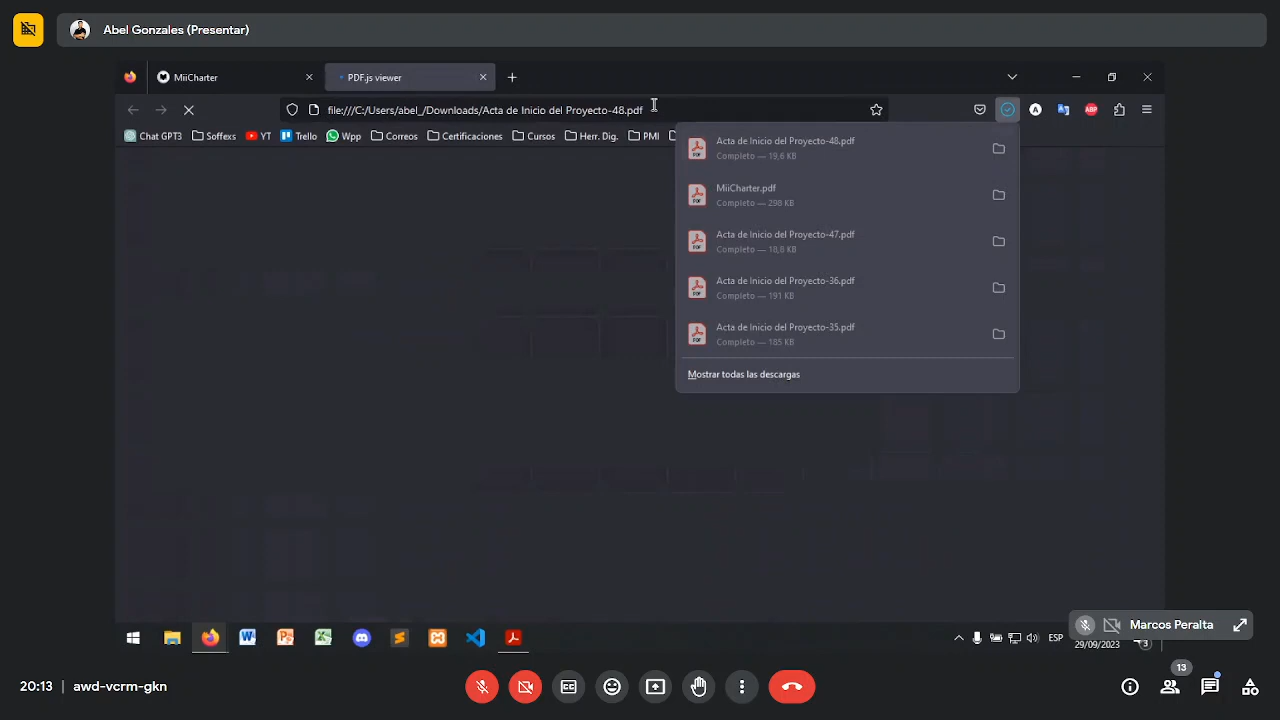 Abel Gonzales (Presentar)
MiiCharter
PDF.js viewer
file:///C:/Users/abel_/Downloads/Acta de Inicio del Proyecto-48.pdf
ABP
Chat GPT3
Soffexs
YT
Trello
Wpp
Correos
Certificaciones
Cursos
Herr. Dig.
PMI
Acta de Inicio del Proyecto-48.pdf
Completo — 19,6 KB
MiiCharter.pdf
Completo — 298 KB
Acta de Inicio del Proyecto-47.pdf
Completo — 18,8 KB
Acta de Inicio del Proyecto-36.pdf
Completo — 191 KB
Acta de Inicio del Proyecto-35.pdf
Completo — 185 KB
Mostrar todas las descargas
Marcos Peralta
ESP
29/09/2023
3
20:13 | awd-vcrm-gkn
13